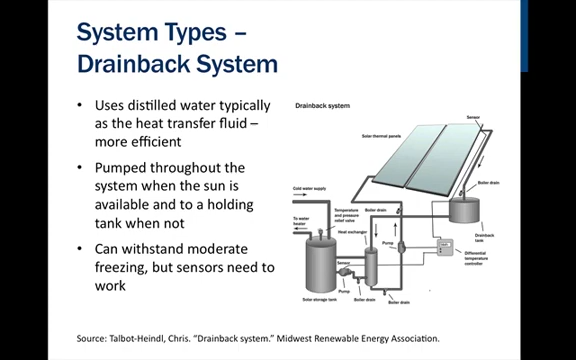 System Types –
Drainback System
• Uses distilled water typically
as the heat transfer fluid –
more efficient
• Pumped throughout the
system when the sun is
available and to a holding
tank when not
• Can withstand moderate
freezing, but sensors need to
work
Drainback system
Sensor
Solar thermal panels
Boiler drain
Cold water supply
Temperature and
pressure
relief valve
Boiler drain
To water
heater
Heat exchanger
Pump
Drainback
tank
Differential
temperature
controller
Sensor
Pump
Solar storage tank
Boiler drain
Boiler drain
Source: Talbot-Heindl, Chris. “Drainback system.” Midwest Renewable Energy Association.